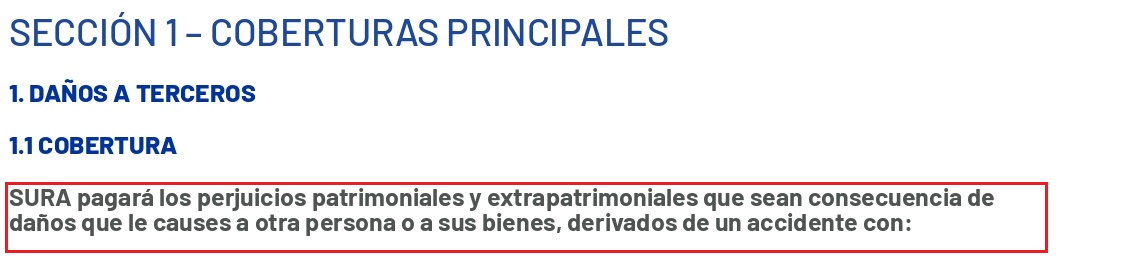 SECCIÓN 1 – COBERTURAS PRINCIPALES
1. DAÑOS A TERCEROS
1.1 COBERTURA
SURA pagará los perjuicios patrimoniales y extrapatrimoniales que sean consecuencia de
daños que le causes a otra persona o a sus bienes, derivados de un accidente con: